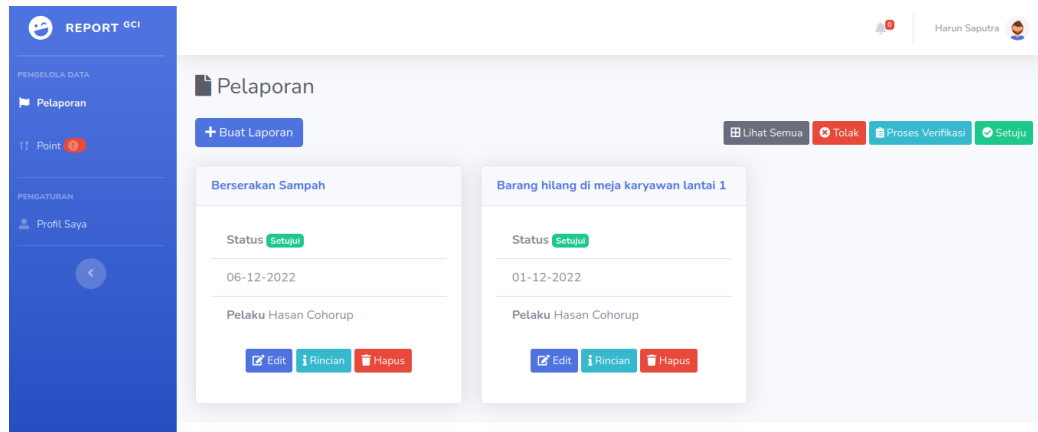 REPORT GCI
PENGELOLA DATA
Pelaporan
Point
PENGATURAN
Profil Saya
0
Harun Saputra
Pelaporan
Buat Laporan
Lihat Semua Tolak Proses Verifikasi Setuju
Berserakan Sampah
Status Setujui
06-12-2022
Pelaku Hasan Cohorup
Edit Rincian Hapus
Barang hilang di meja karyawan lantai 1
Status Setujui
01-12-2022
Pelaku Hasan Cohorup
Edit Rincian Hapus